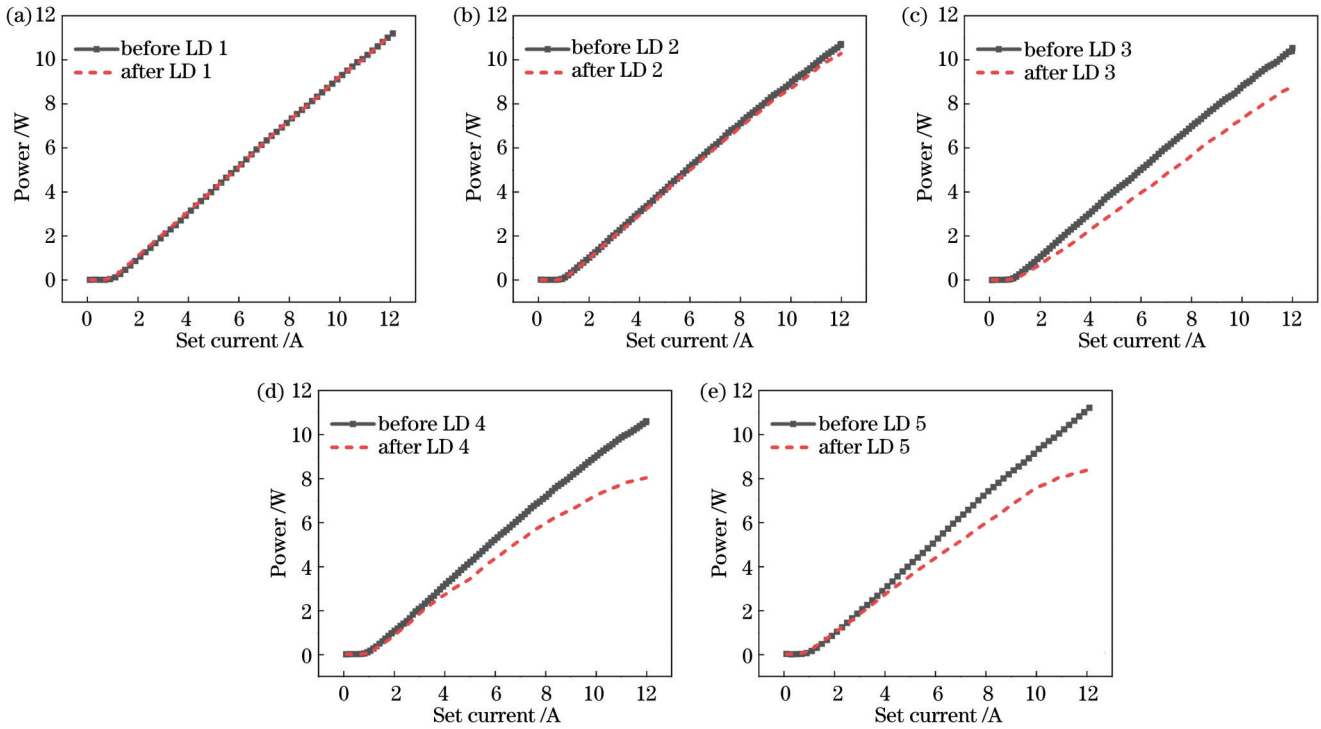 (a)
12
10
8
6
4
2
0
Power /W
before LD 1
after LD 1
0 2 4 6 8 10 12
Set current /A
(b)
12
10
8
6
4
2
0
Power /W
before LD 2
after LD 2
0 2 4 6 8 10 12
Set current /A
(c)
12
10
8
6
4
2
0
Power /W
before LD 3
after LD 3
0 2 4 6 8 10 12
Set current /A
(d)
12
10
8
6
4
2
0
Power /W
before LD 4
after LD 4
0 2 4 6 8 10 12
Set current /A
(e)
12
10
8
6
4
2
0
Power /W
before LD 5
after LD 5
0 2 4 6 8 10 12
Set current /A